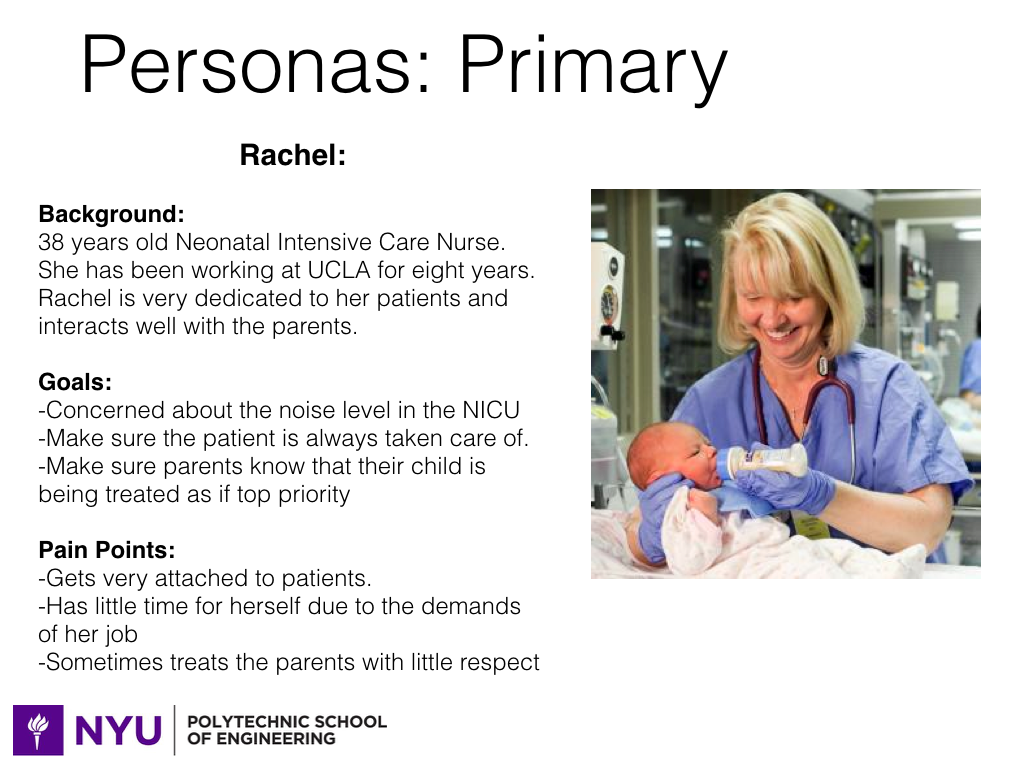 Personas: Primary
Rachel:
Background:
38 years old Neonatal Intensive Care Nurse.
She has been working at UCLA for eight years.
Rachel is very dedicated to her patients and
interacts well with the parents.
Goals:
-Concerned about the noise level in the NICU
-Make sure the patient is always taken care of.
-Make sure parents know that their child is
being treated as if top priority
Pain Points:
-Gets very attached to patients.
-Has little time for herself due to the demands
of her job
-Sometimes treats the parents with little respect
NYU
POLYTECHNIC SCHOOL
OF ENGINEERING